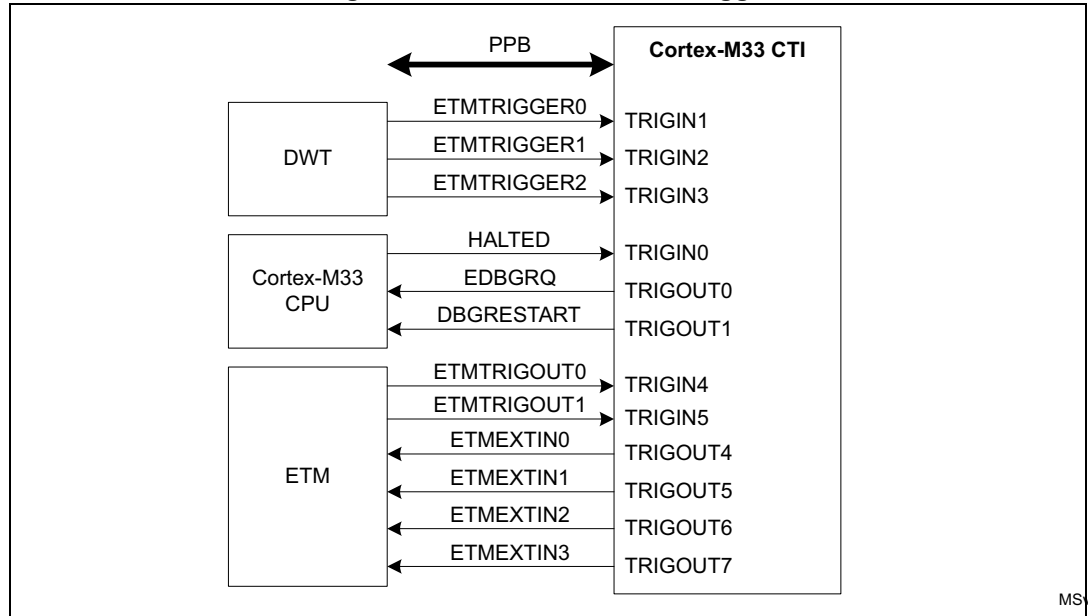 PPB
Cortex-M33 CTI
ETMTRIGGER0
TRIGIN1
DWT
ETMTRIGGER1
TRIGIN2
ETMTRIGGER2
TRIGIN3
HALTED
TRIGIN0
Cortex-M33
CPU
EDBGRQ
TRIGOUT0
DBGRESTART
TRIGOUT1
ETMTRIGOUT0
TRIGIN4
ETMTRIGOUT1
TRIGIN5
ETMEXTIN0
TRIGOUT4
ETM
ETMEXTIN1
TRIGOUT5
ETMEXTIN2
TRIGOUT6
ETMEXTIN3
TRIGOUT7